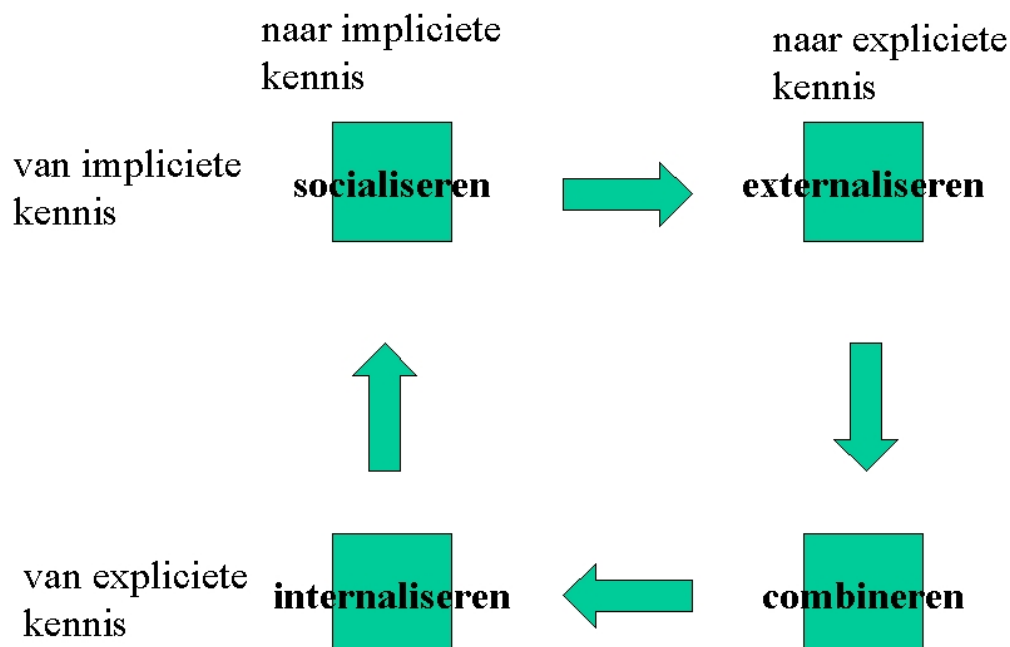 naar impliciete
kennis
naar expliciete
kennis
van impliciete
kennis
socialiseren
externaliseren
van expliciete
kennis
internaliseren
combineren